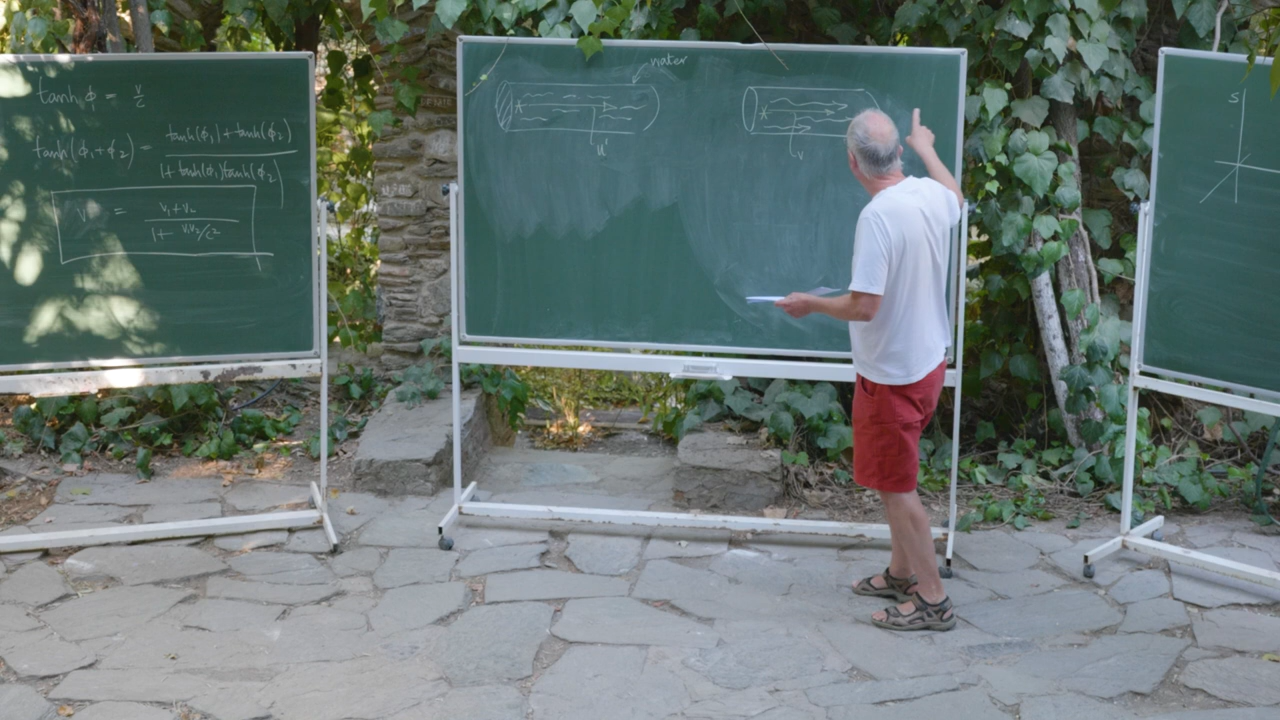 tanh ϕ = v/c
tanh(ϕ₁+ϕ₂) = tanh(ϕ₁)+tanh(ϕ₂) / 1+tanh(ϕ₁)tanh(ϕ₂)
v = v₁+v₂ / 1+ v₁v₂/c²
water
u'
v
S